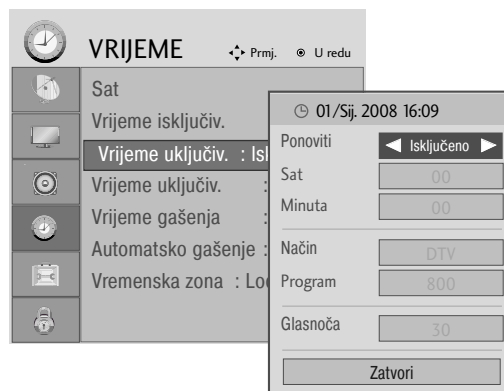 VRIJEME
Prmj. U redu
Sat
Vrijeme isključiv.
Vrijeme uključiv. : Isl
Vrijeme uključiv. :
Vrijeme gašenja :
Automatsko gašenje :
Vremenska zona : Lo
01/Sij. 2008 16:09
Ponoviti ◀ Isključeno ▶
Sat 00
Minuta 00
Način DTV
Program 800
Glasnoća 30
Zatvori